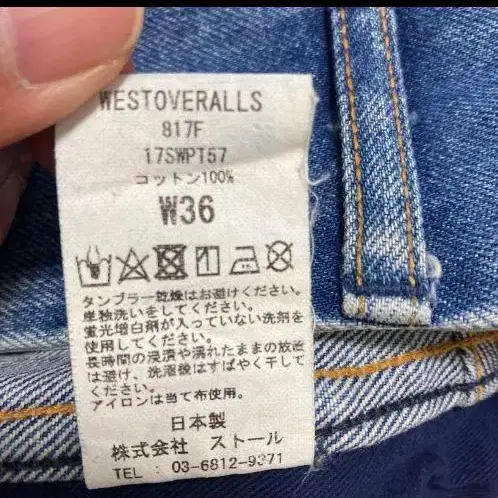 WESTOVERALLS
817F
17SWPT57
コットン100%
W36
タンブラー乾燥はお避けください。
単独洗いをしてください。
蛍光増白剤が入っていない洗剤を
使用してください。
長時間の浸漬や濡れたままの放置
は避け、洗濯後はすばやく干して
ください。
アイロンは当て布使用。
日本製
株式会社 ストール
TEL : 03-6812-9371